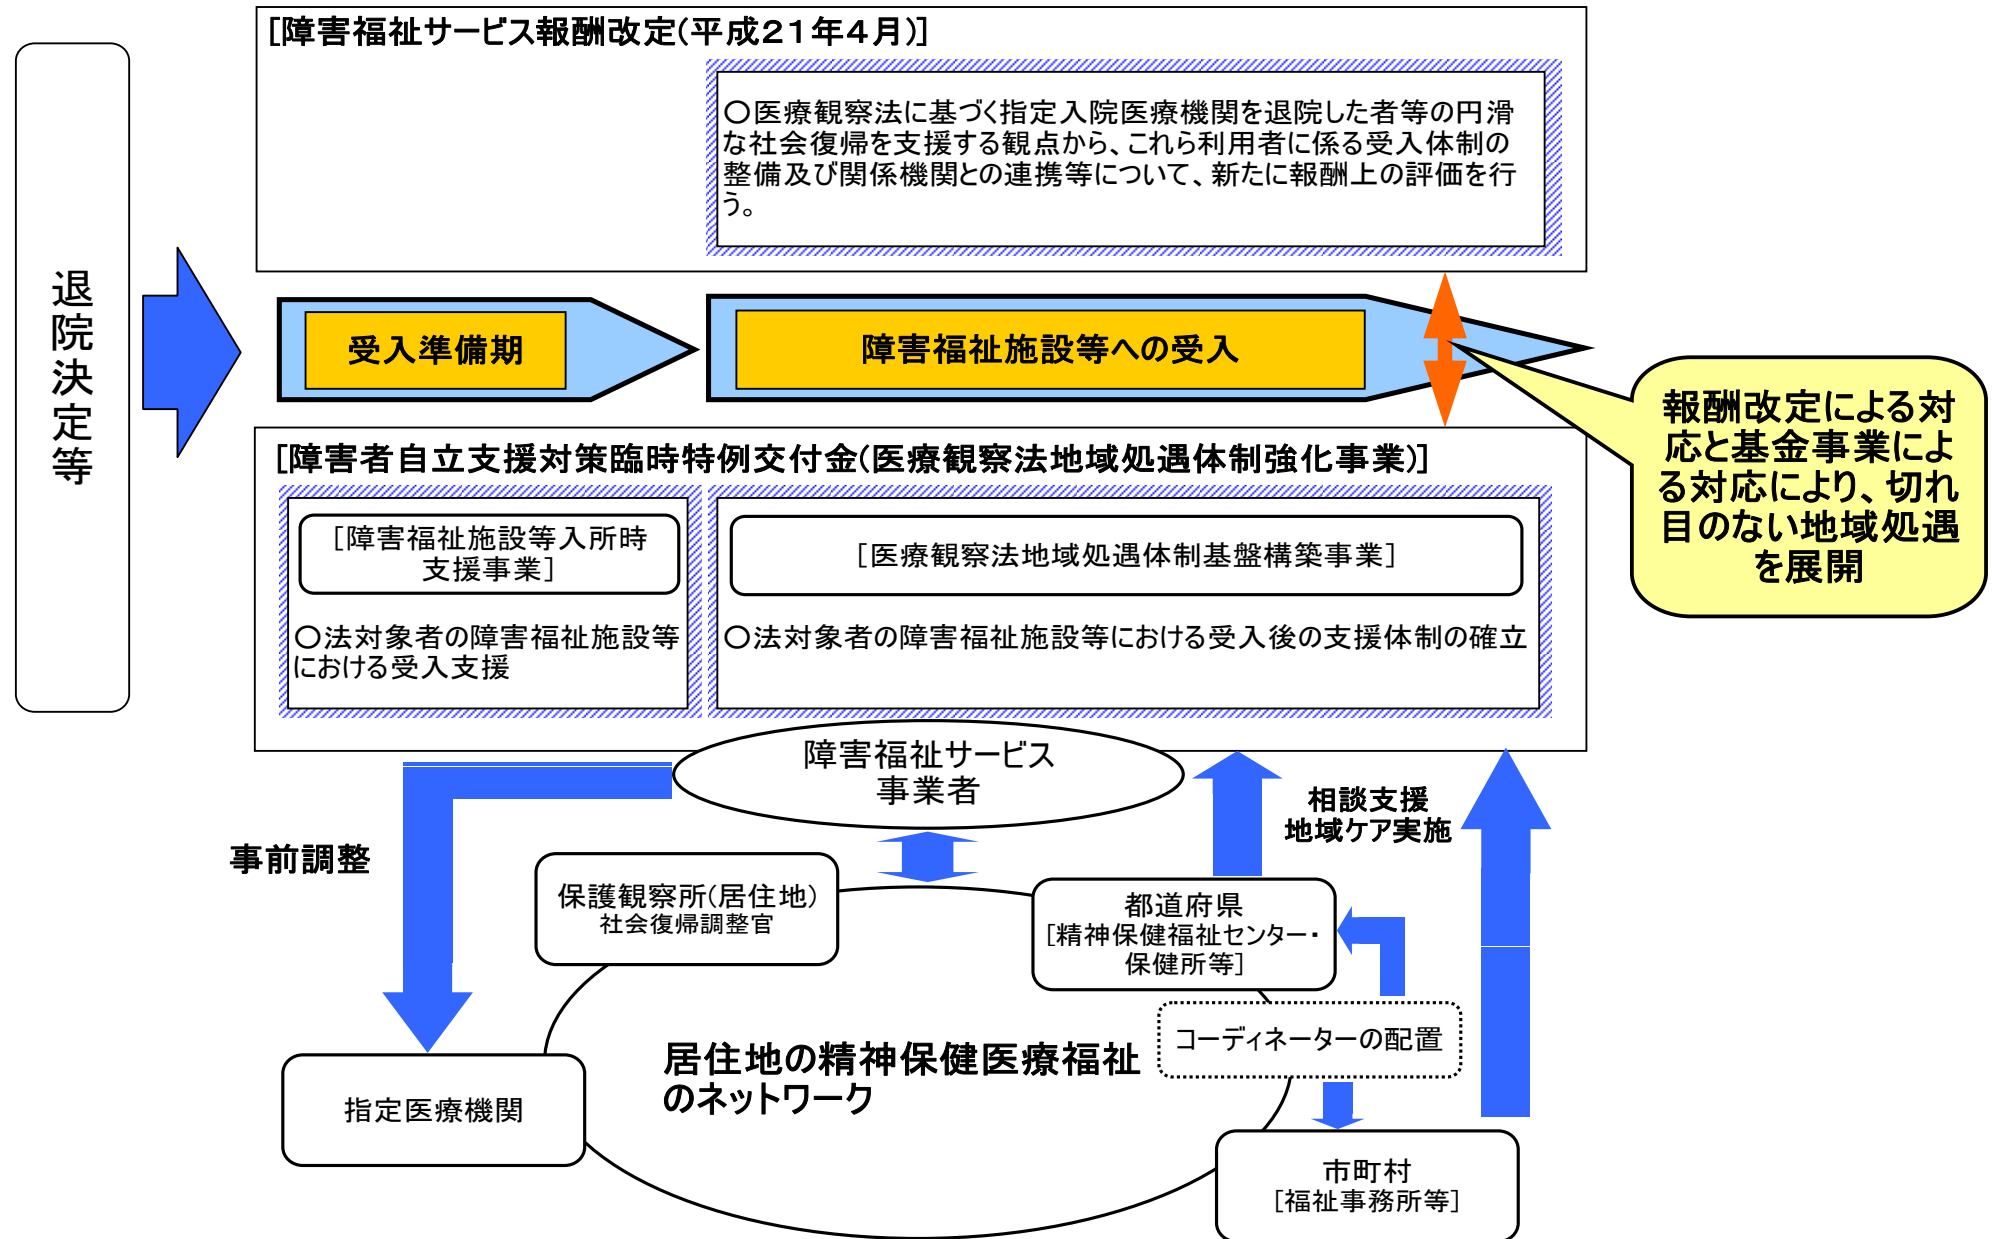 [障害福祉サービス報酬改定(平成21年4月)]
○医療観察法に基づく指定入院医療機関を退院した者等の円滑
な社会復帰を支援する観点から、これら利用者に係る受入体制の
整備及び関係機関との連携等について、新たに報酬上の評価を行
う。
退院決定等
受入準備期
障害福祉施設等への受入
報酬改定による対
応と基金事業によ
る対応により、切れ
目のない地域処遇
を展開
[障害者自立支援対策臨時特例交付金(医療観察法地域処遇体制強化事業)]
[障害福祉施設等入所時
支援事業]
○法対象者の障害福祉施設等
における受入支援
[医療観察法地域処遇体制基盤構築事業]
○法対象者の障害福祉施設等における受入後の支援体制の確立
障害福祉サービス
事業者
相談支援
地域ケア実施
事前調整
保護観察所(居住地)
社会復帰調整官
都道府県
[精神保健福祉センター・
保健所等]
コーディネーターの配置
居住地の精神保健医療福祉
のネットワーク
指定医療機関
市町村
[福祉事務所等]